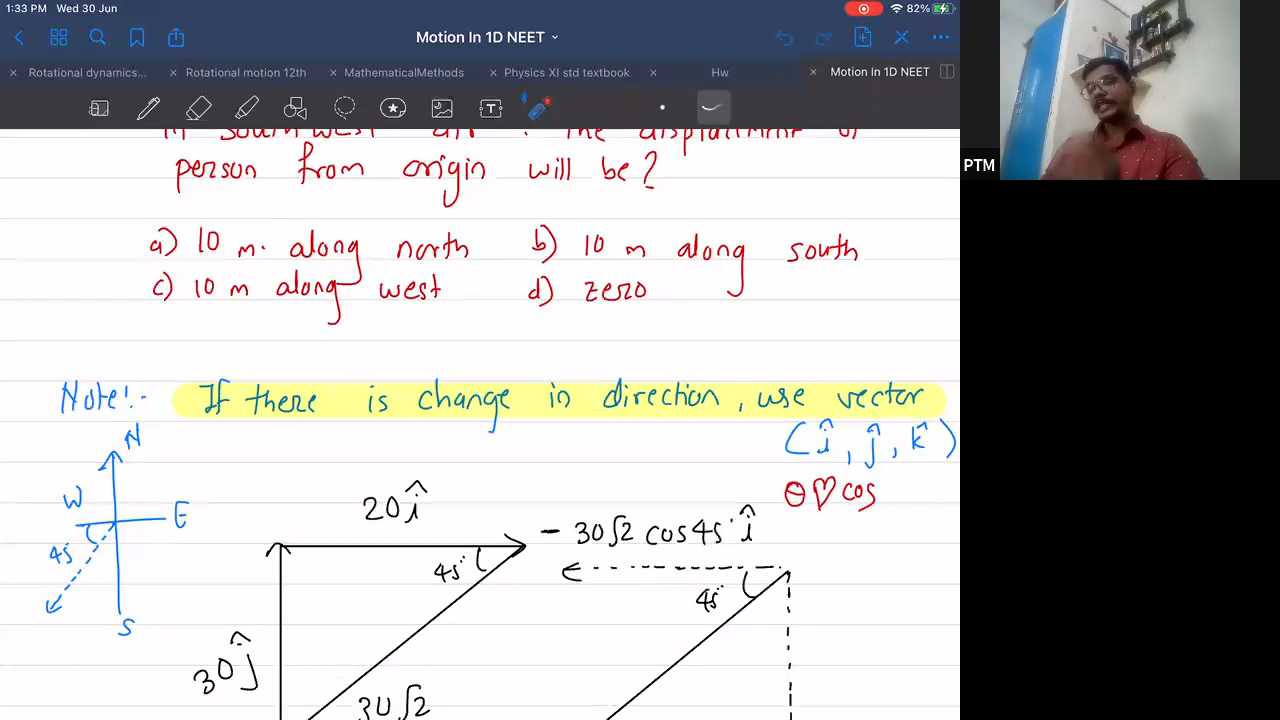 1:33 PM Wed 30 Jun
82%
Motion In 1D NEET
Rotational dynamics...
Rotational motion 12th
MathematicalMethods
Physics XI std textbook
Hw
Motion In 1D NEET
PTM
person from origin will be?
a) 10 m. along north b) 10 m along south
c) 10 m along west d) zero
Note:- If there is change in direction, use vector
(î, ĵ, k̂)
θ♡cos
N
W
E
45
S
20î
45°
30ĵ
30√2
- 30√2 cos45° î
45°